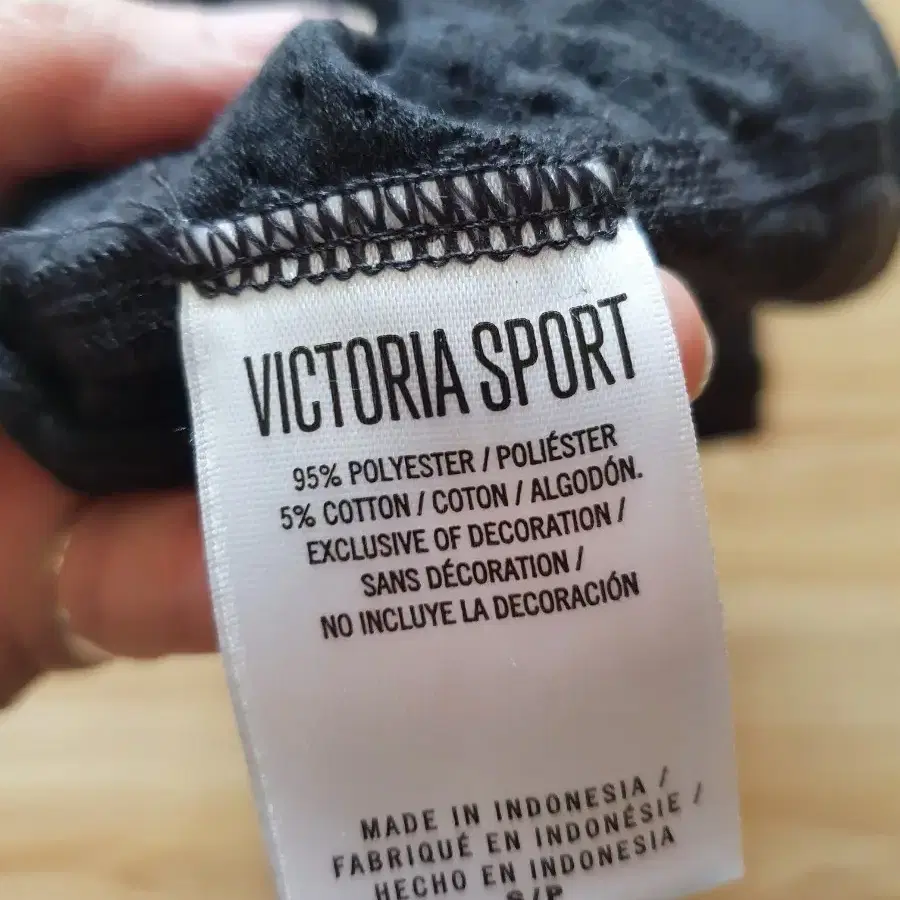 VICTORIA SPORT
95% POLYESTER / POLIÉSTER
5% COTTON / COTON / ALGODÓN.
EXCLUSIVE OF DECORATION /
SANS DÉCORATION /
NO INCLUYE LA DECORACIÓN
MADE IN INDONESIA /
FABRIQUÉ EN INDONÉSIE /
HECHO EN INDONESIA
S/P